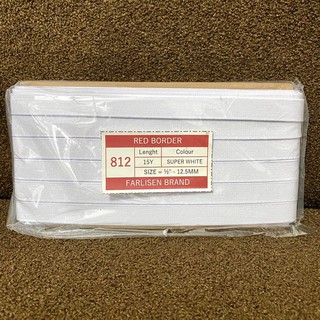 RED BORDER
812
Lenght Colour
15Y SUPER WHITE
SIZE = ½" - 12.5MM
FARLISEN BRAND